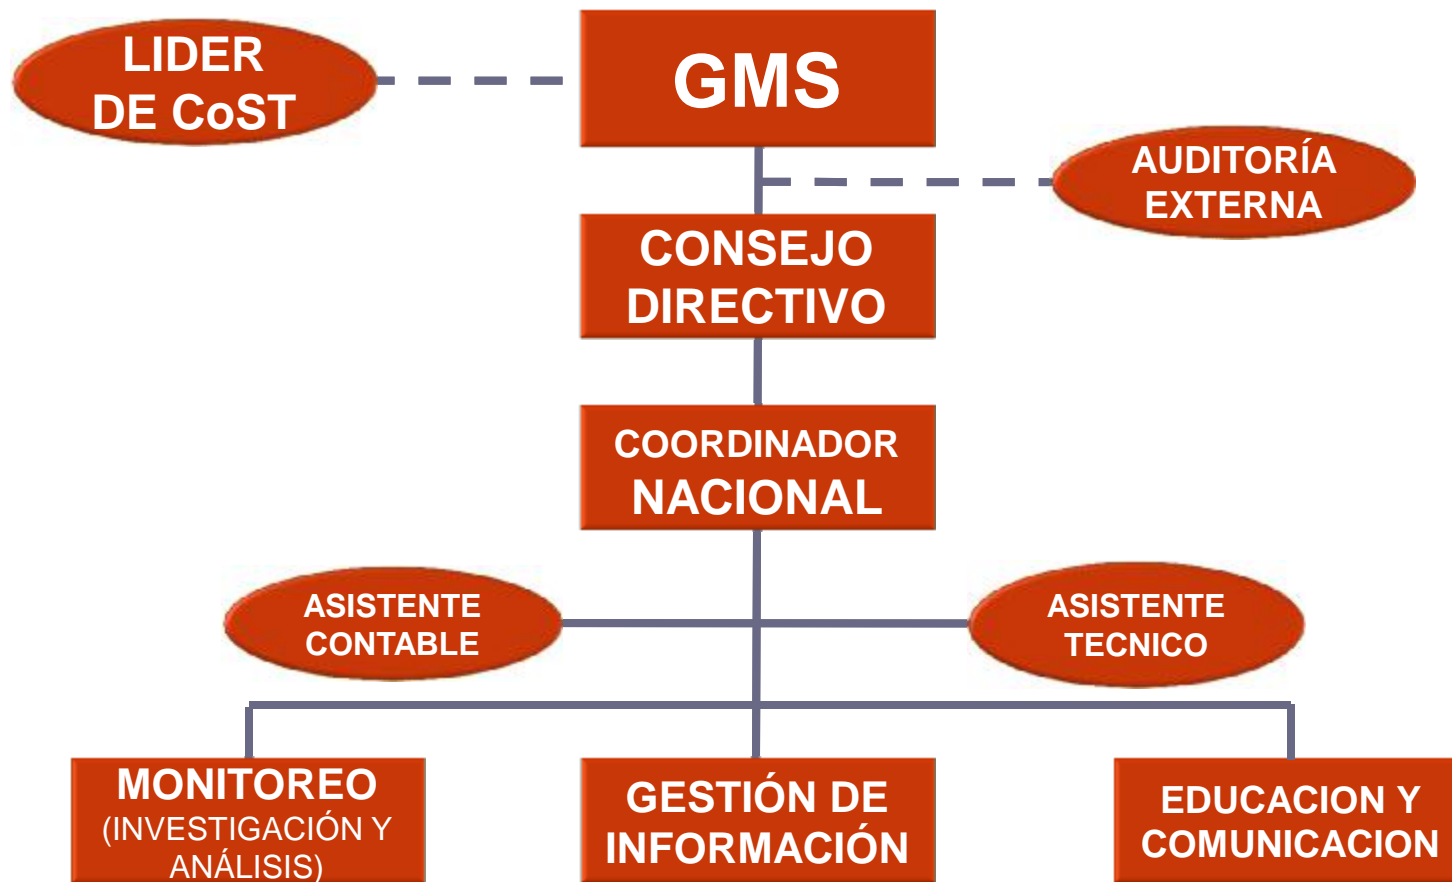 LIDER
DE CoST
GMS
AUDITORÍA
EXTERNA
CONSEJO
DIRECTIVO
COORDINADOR
NACIONAL
ASISTENTE
CONTABLE
ASISTENTE
TECNICO
MONITOREO
(INVESTIGACIÓN Y
ANÁLISIS)
GESTIÓN DE
INFORMACIÓN
EDUCACION Y
COMUNICACION